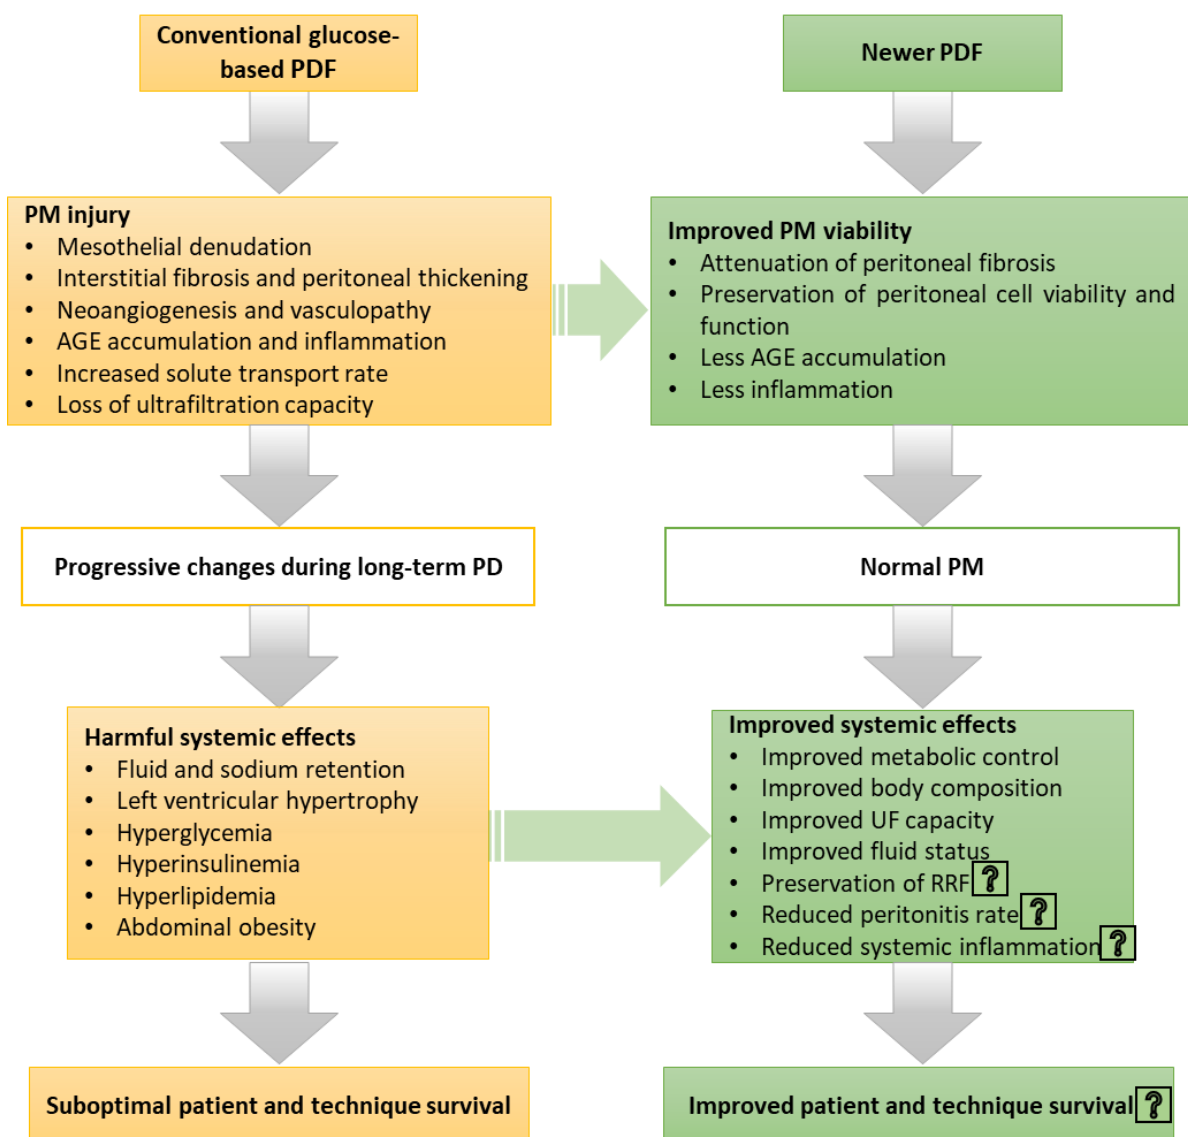 Conventional glucose-
based PDF
Newer PDF
PM injury
• Mesothelial denudation
• Interstitial fibrosis and peritoneal thickening
• Neoangiogenesis and vasculopathy
• AGE accumulation and inflammation
• Increased solute transport rate
• Loss of ultrafiltration capacity
Improved PM viability
• Attenuation of peritoneal fibrosis
• Preservation of peritoneal cell viability and
function
• Less AGE accumulation
• Less inflammation
Progressive changes during long-term PD
Normal PM
Harmful systemic effects
• Fluid and sodium retention
• Left ventricular hypertrophy
• Hyperglycemia
• Hyperinsulinemia
• Hyperlipidemia
• Abdominal obesity
Improved systemic effects
• Improved metabolic control
• Improved body composition
• Improved UF capacity
• Improved fluid status
• Preservation of RRF ?
• Reduced peritonitis rate ?
• Reduced systemic inflammation ?
Suboptimal patient and technique survival
Improved patient and technique survival ?